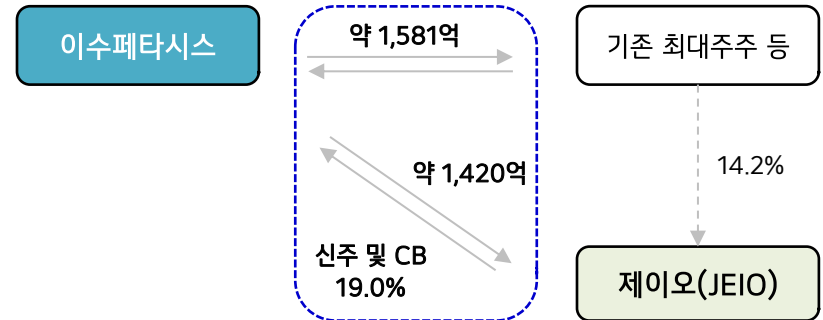 이수페타시스
약 1,581억
기존 최대주주 등
14.2%
약 1,420억
신주 및 CB
19.0%
제이오(JEIO)